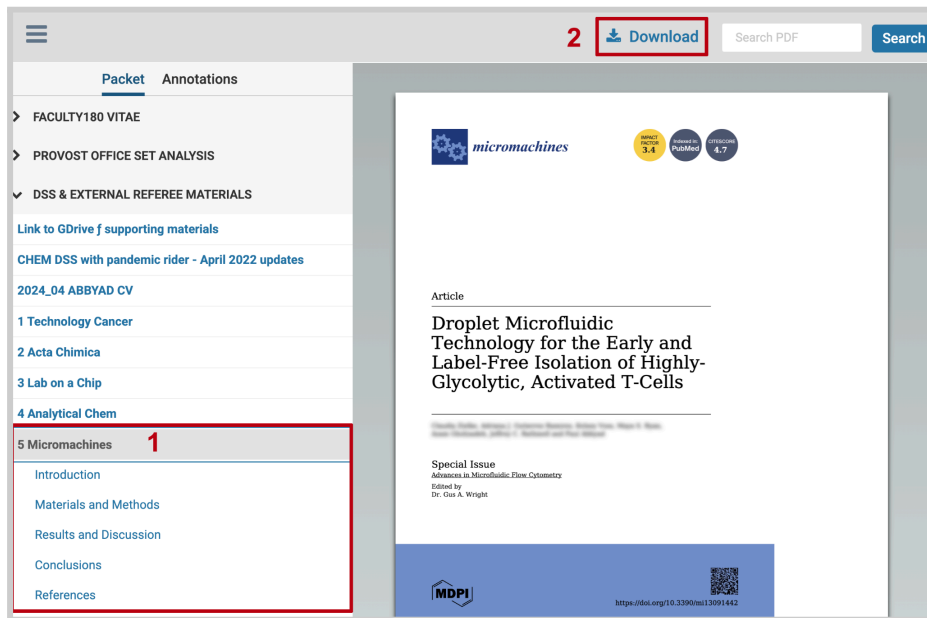 2
Download
Search PDF
Search
Packet Annotations
FACULTY180 VITAE
PROVOST OFFICE SET ANALYSIS
DSS & EXTERNAL REFEREE MATERIALS
Link to GDrive ƒ supporting materials
CHEM DSS with pandemic rider - April 2022 updates
2024_04 ABBYAD CV
1 Technology Cancer
2 Acta Chimica
3 Lab on a Chip
4 Analytical Chem
5 Micromachines
1
Introduction
Materials and Methods
Results and Discussion
Conclusions
References
micromachines
IMPACT
FACTOR
3.4
Indexed in:
PubMed
CITESCORE
4.7
Article
Droplet Microfluidic
Technology for the Early and
Label-Free Isolation of Highly-
Glycolytic, Activated T-Cells
Special Issue
Advances in Microfluidic Flow Cytometry
Edited by
Dr. Gus A. Wright
MDPI
https://doi.org/10.3390/mi13091442